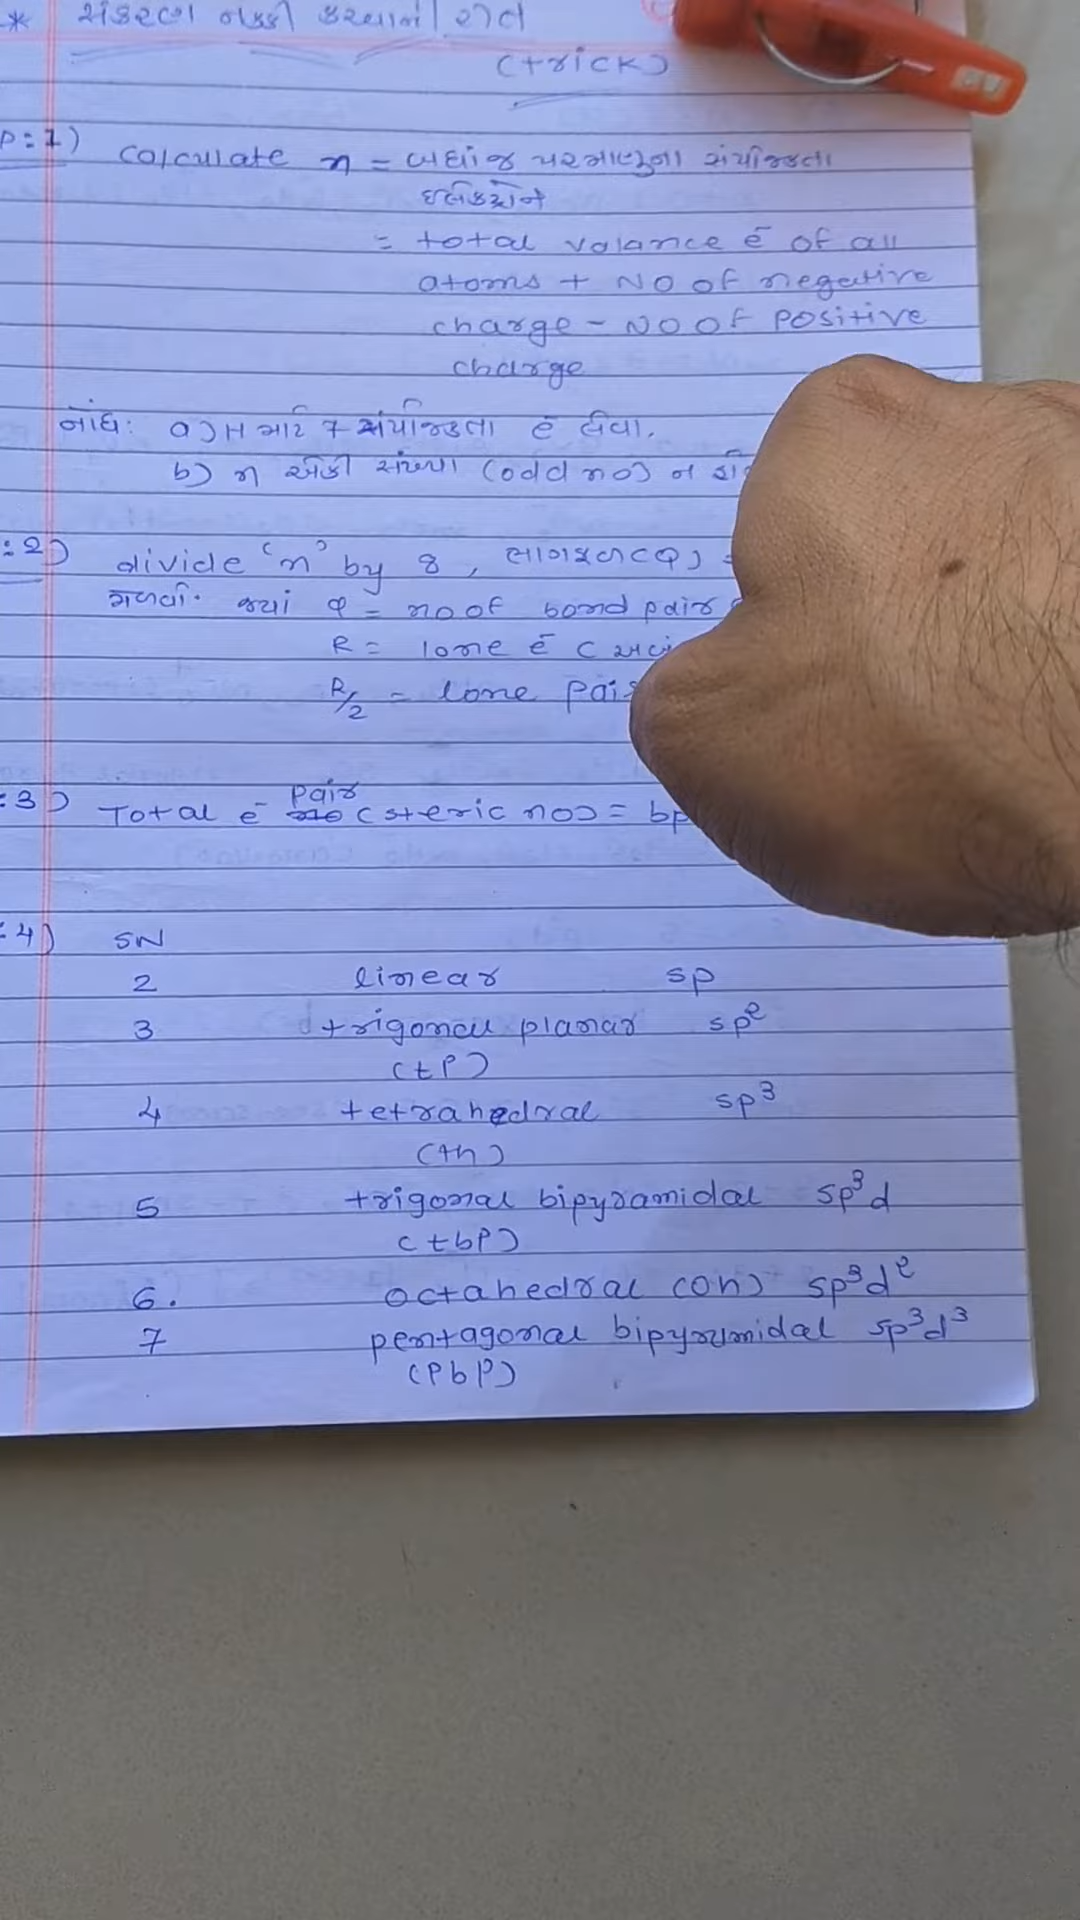 * સંકરણ નક્કી કરવાની રીત
(trick)
P:1) calculate n = બધાંજ પરમાણુના સંયોજકતા
ઇલેક્ટ્રોન
= total valance ē of all
atoms + NO of negative
charge - NO OF POSITIVE
charge
નોંધ: a) H માટે 7 સંયોજકતા ē લેવા.
b) n એકી સંખ્યા (odd no) ન
:2) divide 'n' by 8, ભાગફળ (Q)
ગણવી. જ્યાં Q = no of bond pair
R = lone ē (
R/2 = lone pair
:3) Total ē pair (steric no) = bp
:4) SN
2 linear sp
3 trigonal planar sp²
(tP)
4 tetrahedral sp³
(th)
5 trigonal bipyramidal sp³d
(tbP)
6. octahedral (oh) sp³d²
7 pentagonal bipyramidal sp³d³
(PbP)